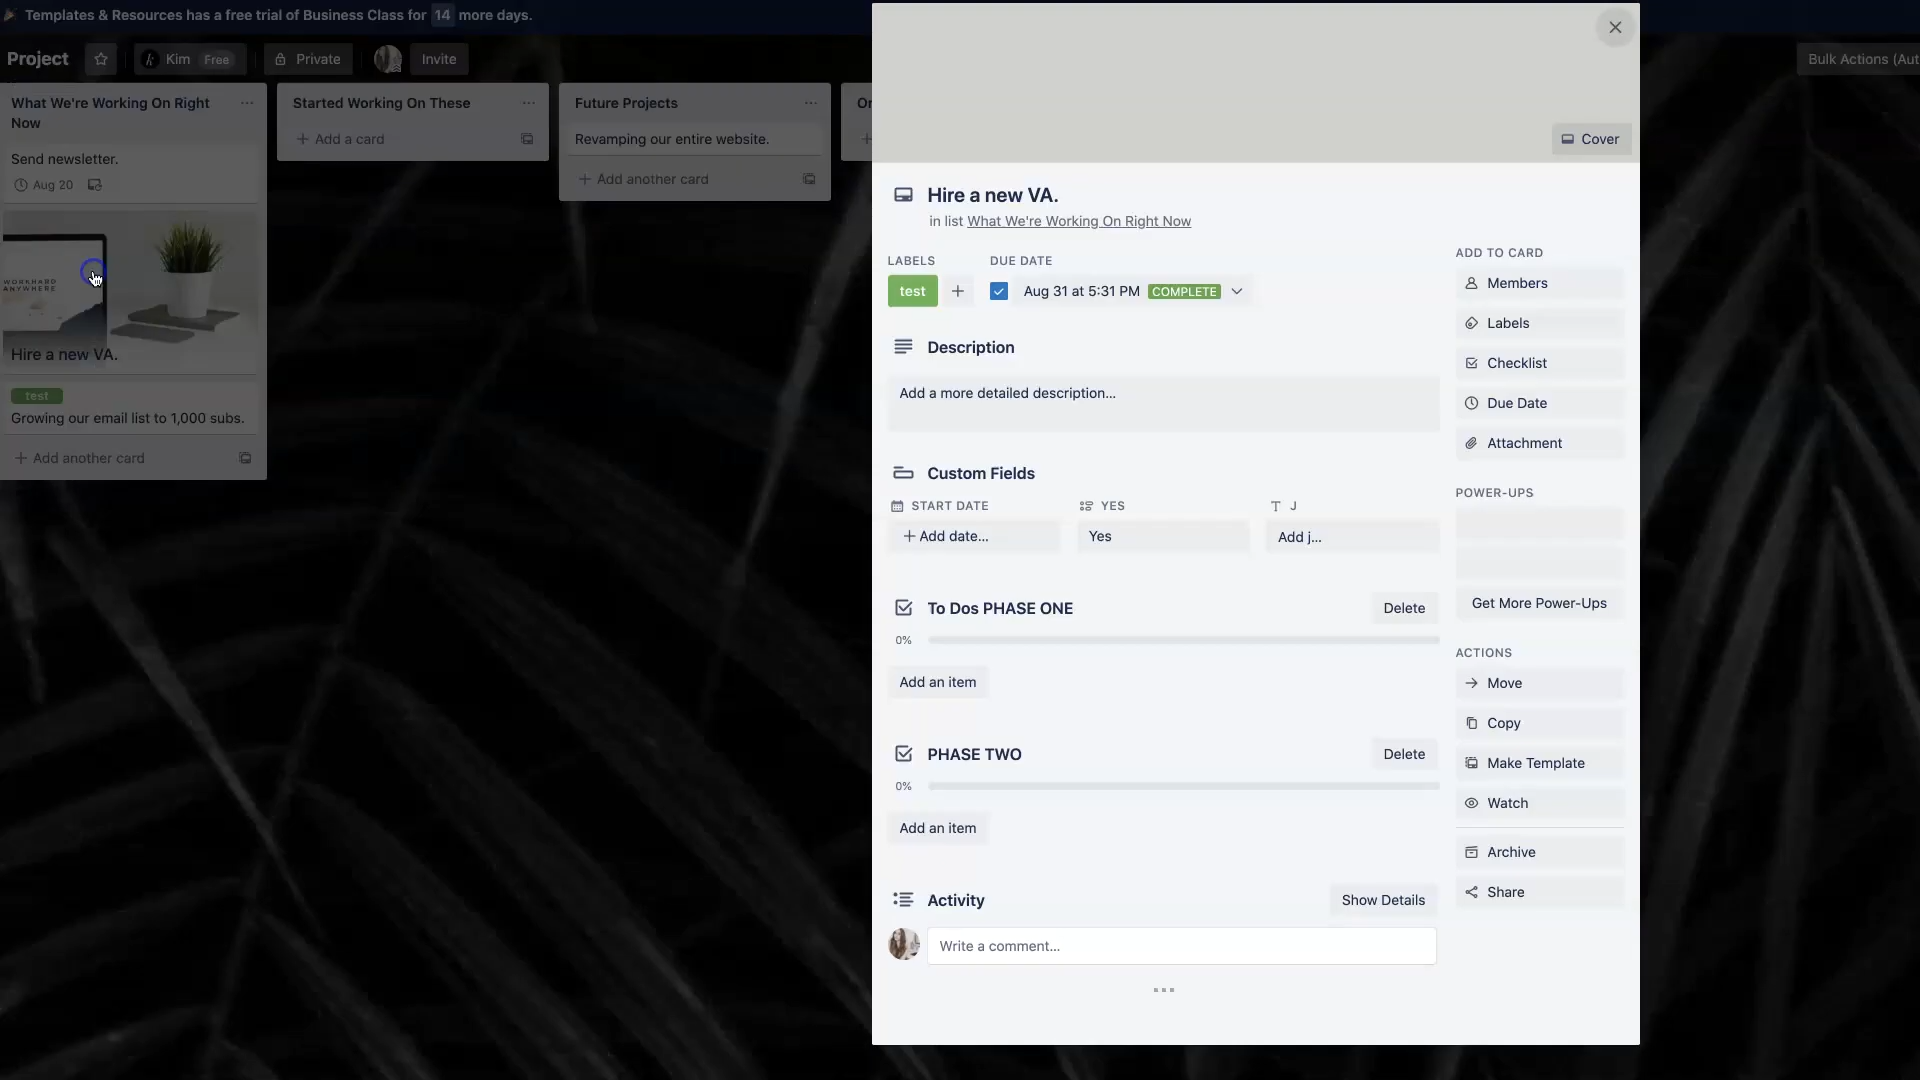 Templates & Resources has a free trial of Business Class for 14 more days.
Project
Kim Free
Private
Invite
Bulk Actions (Aut
What We're Working On Right
Now
Send newsletter.
Aug 20
WORKHARD
ANYWHERE
Hire a new VA.
test
Growing our email list to 1,000 subs.
+ Add another card
Started Working On These
+ Add a card
Future Projects
Revamping our entire website.
+ Add another card
Or
Cover
Hire a new VA.
in list What We're Working On Right Now
LABELS
test
DUE DATE
Aug 31 at 5:31 PM COMPLETE
Description
Add a more detailed description...
Custom Fields
START DATE
+ Add date...
YES
Yes
J
Add j...
To Dos PHASE ONE
Delete
0%
Add an item
PHASE TWO
Delete
0%
Add an item
Activity
Show Details
Write a comment...
ADD TO CARD
Members
Labels
Checklist
Due Date
Attachment
POWER-UPS
Get More Power-Ups
ACTIONS
Move
Copy
Make Template
Watch
Archive
Share